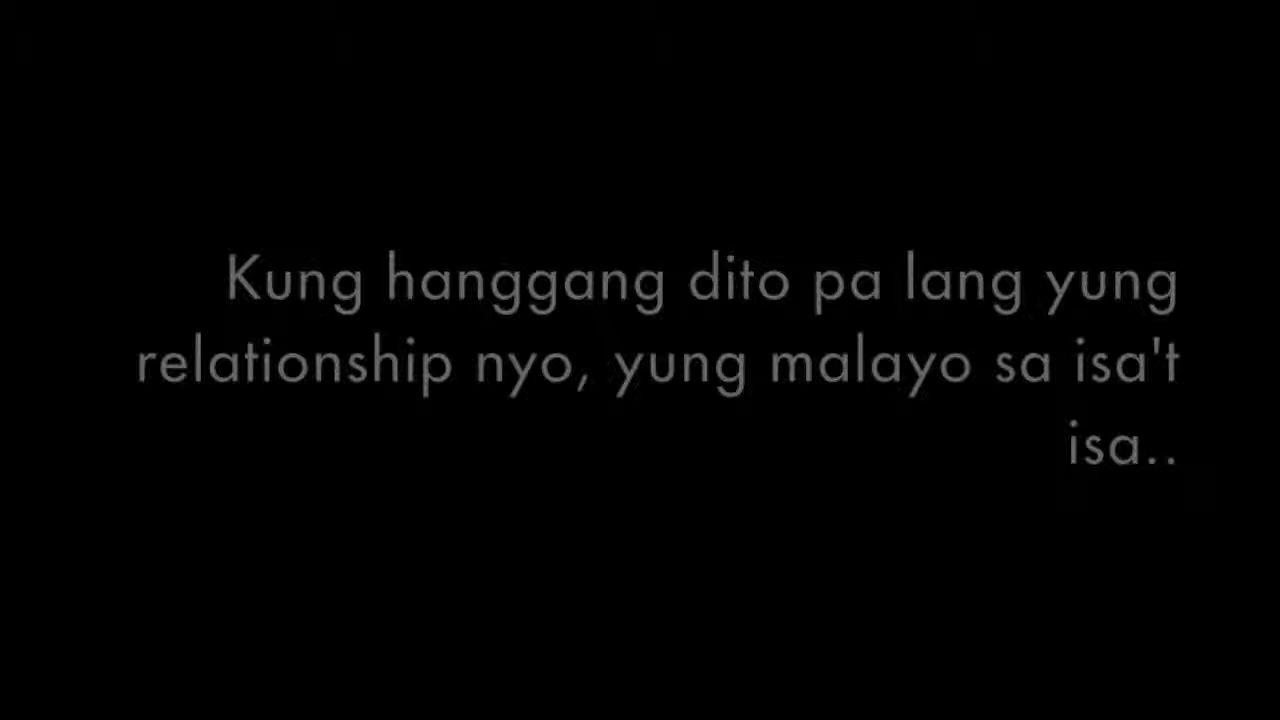 Kung hanggang dito pa lang yung
relationship nyo, yung malayo sa isa't
isa..